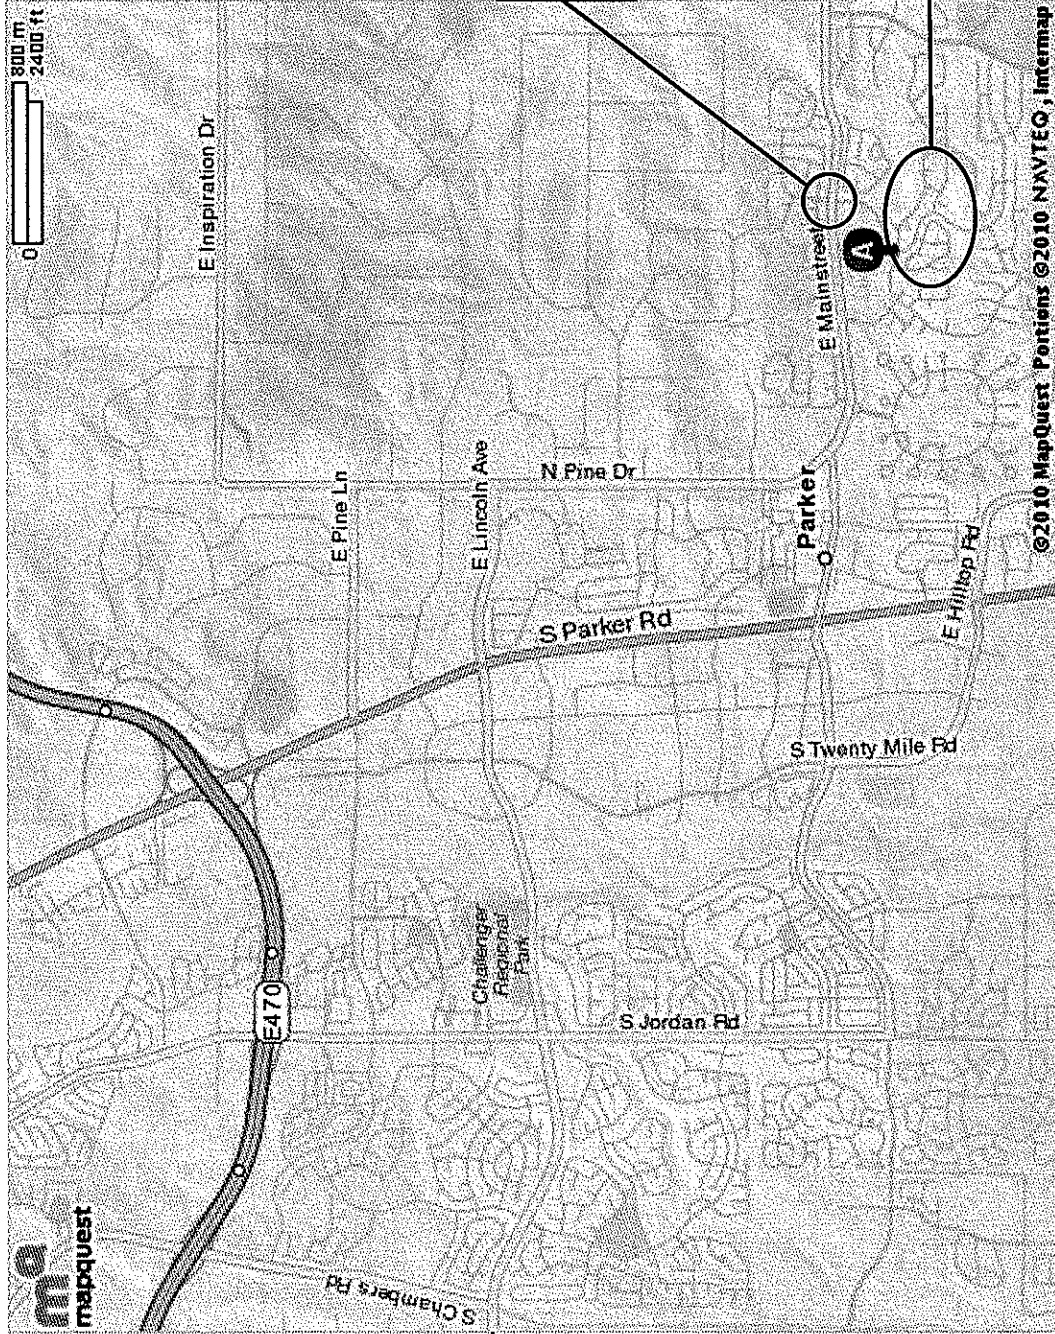 mq
mapquest
0
800 m
2400 ft
E Inspiration Dr
E Pine Ln
E Lincoln Ave
N Pine Dr
S Parker Rd
Parker
E Mainstreet
A
E Hilltop Rd
S Twenty Mile Rd
Challenger
Regional
Park
S Jordan Rd
E470
S Chambers Rd
©2010 MapQuest Portions ©2010 NAVTEQ, Intermap